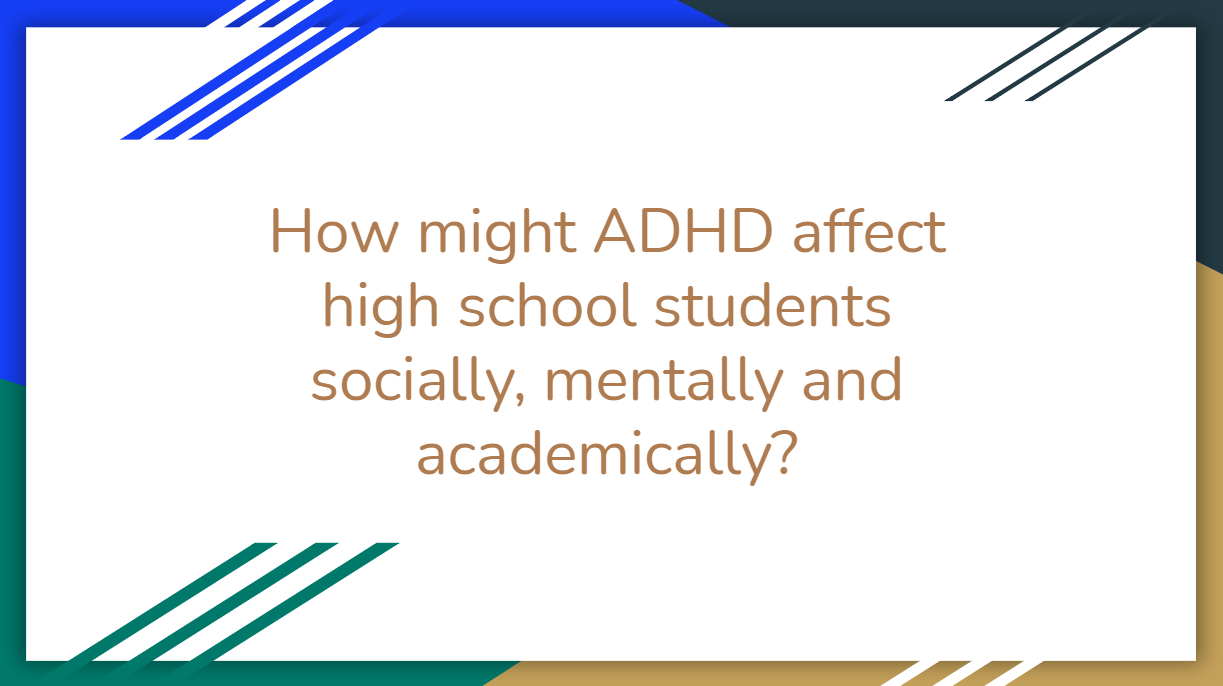 How might ADHD affect
high school students
socially, mentally and
academically?